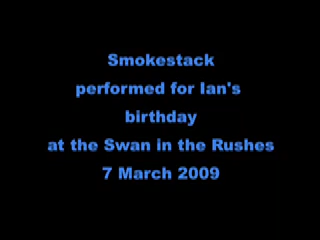 Smokestack
performed for Ian's
birthday
at the Swan in the Rushes
7 March 2009